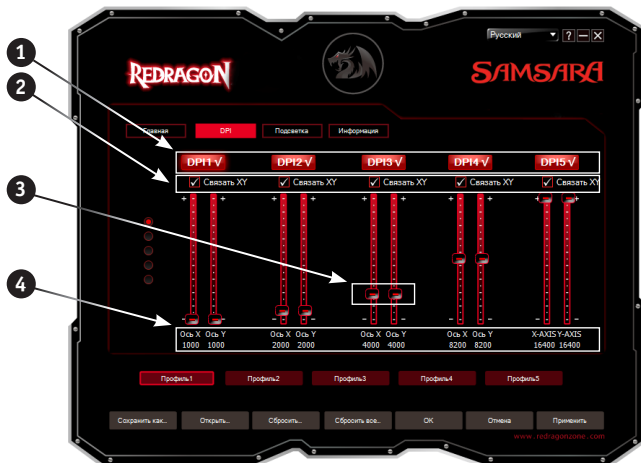 Русский ? — X
REDRAGON SAMSARA
1
2
3
4
Главная DPI Подсветка Информация
DPI1√ DPI2√ DPI3√ DPI4√ DPI5√
Связать XY Связать XY Связать XY Связать XY Связать XY
+ + + + + + + + + +
- - - - - - - - - -
Ось X Ось Y Ось X Ось Y Ось X Ось Y Ось X Ось Y X-AXIS Y-AXIS
1000 1000 2000 2000 4000 4000 8200 8200 16400 16400
Профиль1 Профиль2 Профиль3 Профиль4 Профиль5
Сохранить как... Открыть... Сбросить... Сбросить все... OK Отмена Применить
www. redragonzone. com